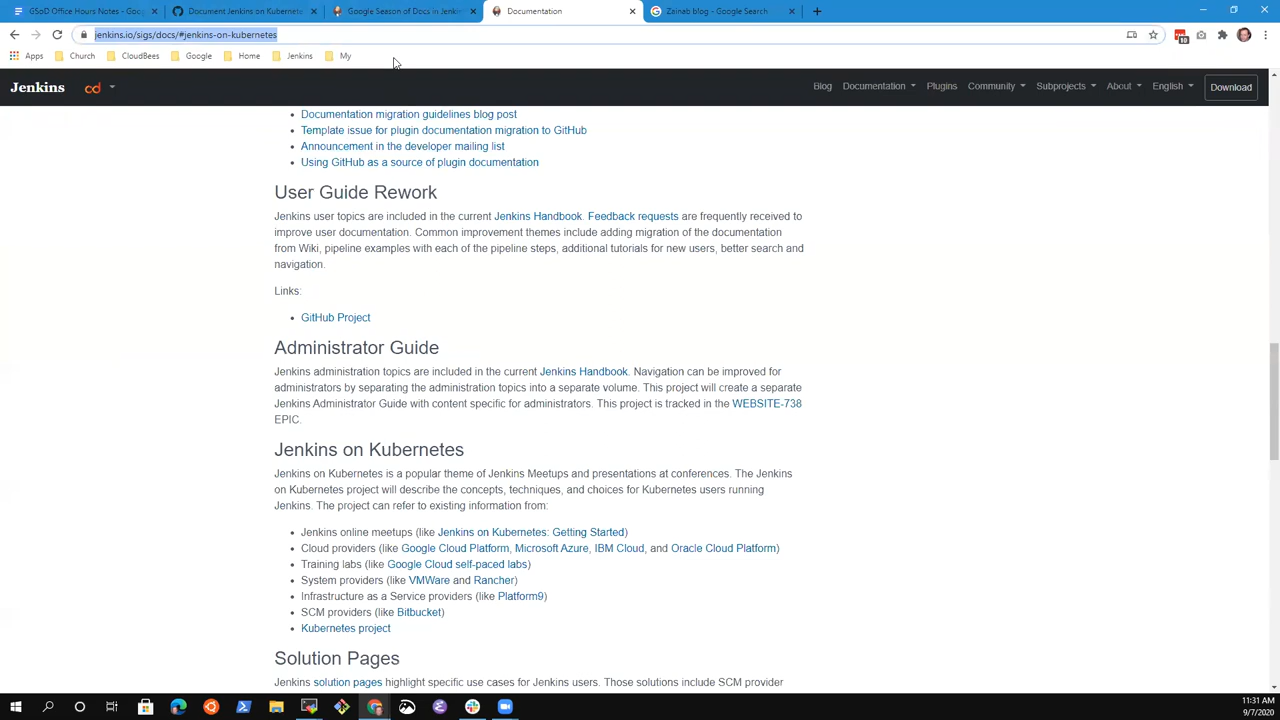 GSoD Office Hours Notes - Goog
Document Jenkins on Kubernete
Google Season of Docs in Jenkin
Documentation
Zainab blog - Google Search
jenkins.io/sigs/docs/#jenkins-on-kubernetes
Apps
Church
CloudBees
Google
Home
Jenkins
My
Jenkins
cd
Blog
Documentation
Plugins
Community
Subprojects
About
English
Download
Documentation migration guidelines blog post
Template issue for plugin documentation migration to GitHub
Announcement in the developer mailing list
Using GitHub as a source of plugin documentation
User Guide Rework
Jenkins user topics are included in the current Jenkins Handbook. Feedback requests are frequently received to
improve user documentation. Common improvement themes include adding migration of the documentation
from Wiki, pipeline examples with each of the pipeline steps, additional tutorials for new users, better search and
navigation.
Links:
GitHub Project
Administrator Guide
Jenkins administration topics are included in the current Jenkins Handbook. Navigation can be improved for
administrators by separating the administration topics into a separate volume. This project will create a separate
Jenkins Administrator Guide with content specific for administrators. This project is tracked in the WEBSITE-738
EPIC.
Jenkins on Kubernetes
Jenkins on Kubernetes is a popular theme of Jenkins Meetups and presentations at conferences. The Jenkins
on Kubernetes project will describe the concepts, techniques, and choices for Kubernetes users running
Jenkins. The project can refer to existing information from:
Jenkins online meetups (like Jenkins on Kubernetes: Getting Started)
Cloud providers (like Google Cloud Platform, Microsoft Azure, IBM Cloud, and Oracle Cloud Platform)
Training labs (like Google Cloud self-paced labs)
System providers (like VMWare and Rancher)
Infrastructure as a Service providers (like Platform9)
SCM providers (like Bitbucket)
Kubernetes project
Solution Pages
Jenkins solution pages highlight specific use cases for Jenkins users. Those solutions include SCM provider
11:31 AM
9/7/2020